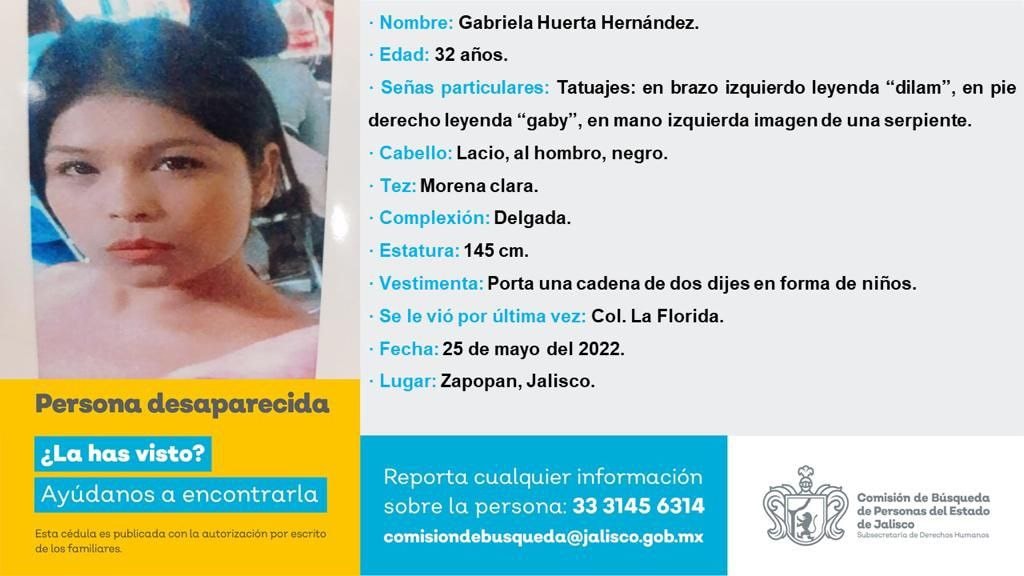 · Nombre: Gabriela Huerta Hernández.
· Edad: 32 años.
· Señas particulares: Tatuajes: en brazo izquierdo leyenda “dilam”, en pie
derecho leyenda “gaby”, en mano izquierda imagen de una serpiente.
· Cabello: Lacio, al hombro, negro.
· Tez: Morena clara.
· Complexión: Delgada.
· Estatura: 145 cm.
· Vestimenta: Porta una cadena de dos dijes en forma de niños.
· Se le vió por última vez: Col. La Florida.
· Fecha: 25 de mayo del 2022.
· Lugar: Zapopan, Jalisco.
Persona desaparecida
¿La has visto?
Ayúdanos a encontrarla
Esta cédula es publicada con la autorización por escrito
de los familiares.
Reporta cualquier información
sobre la persona: 33 3145 6314
comisiondebusqueda@jalisco.gob.mx
Comisión de Búsqueda
de Personas del Estado
de Jalisco
Subsecretaría de Derechos Humanos